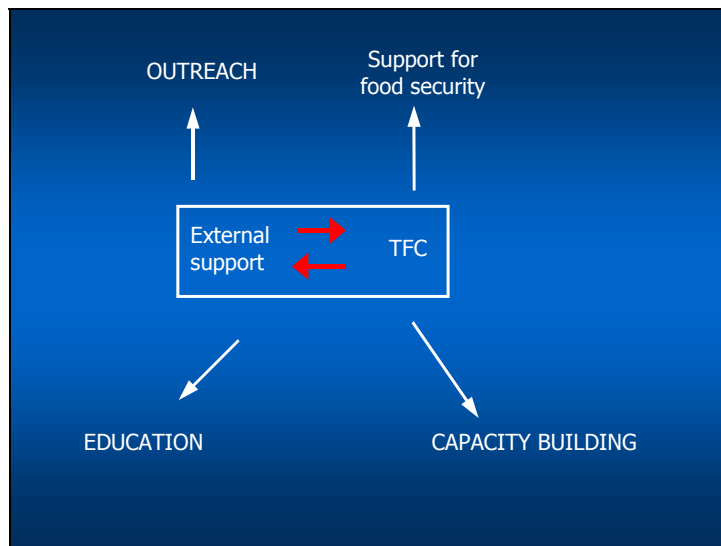 OUTREACH
Support for
food security
External
support
TFC
EDUCATION
CAPACITY BUILDING